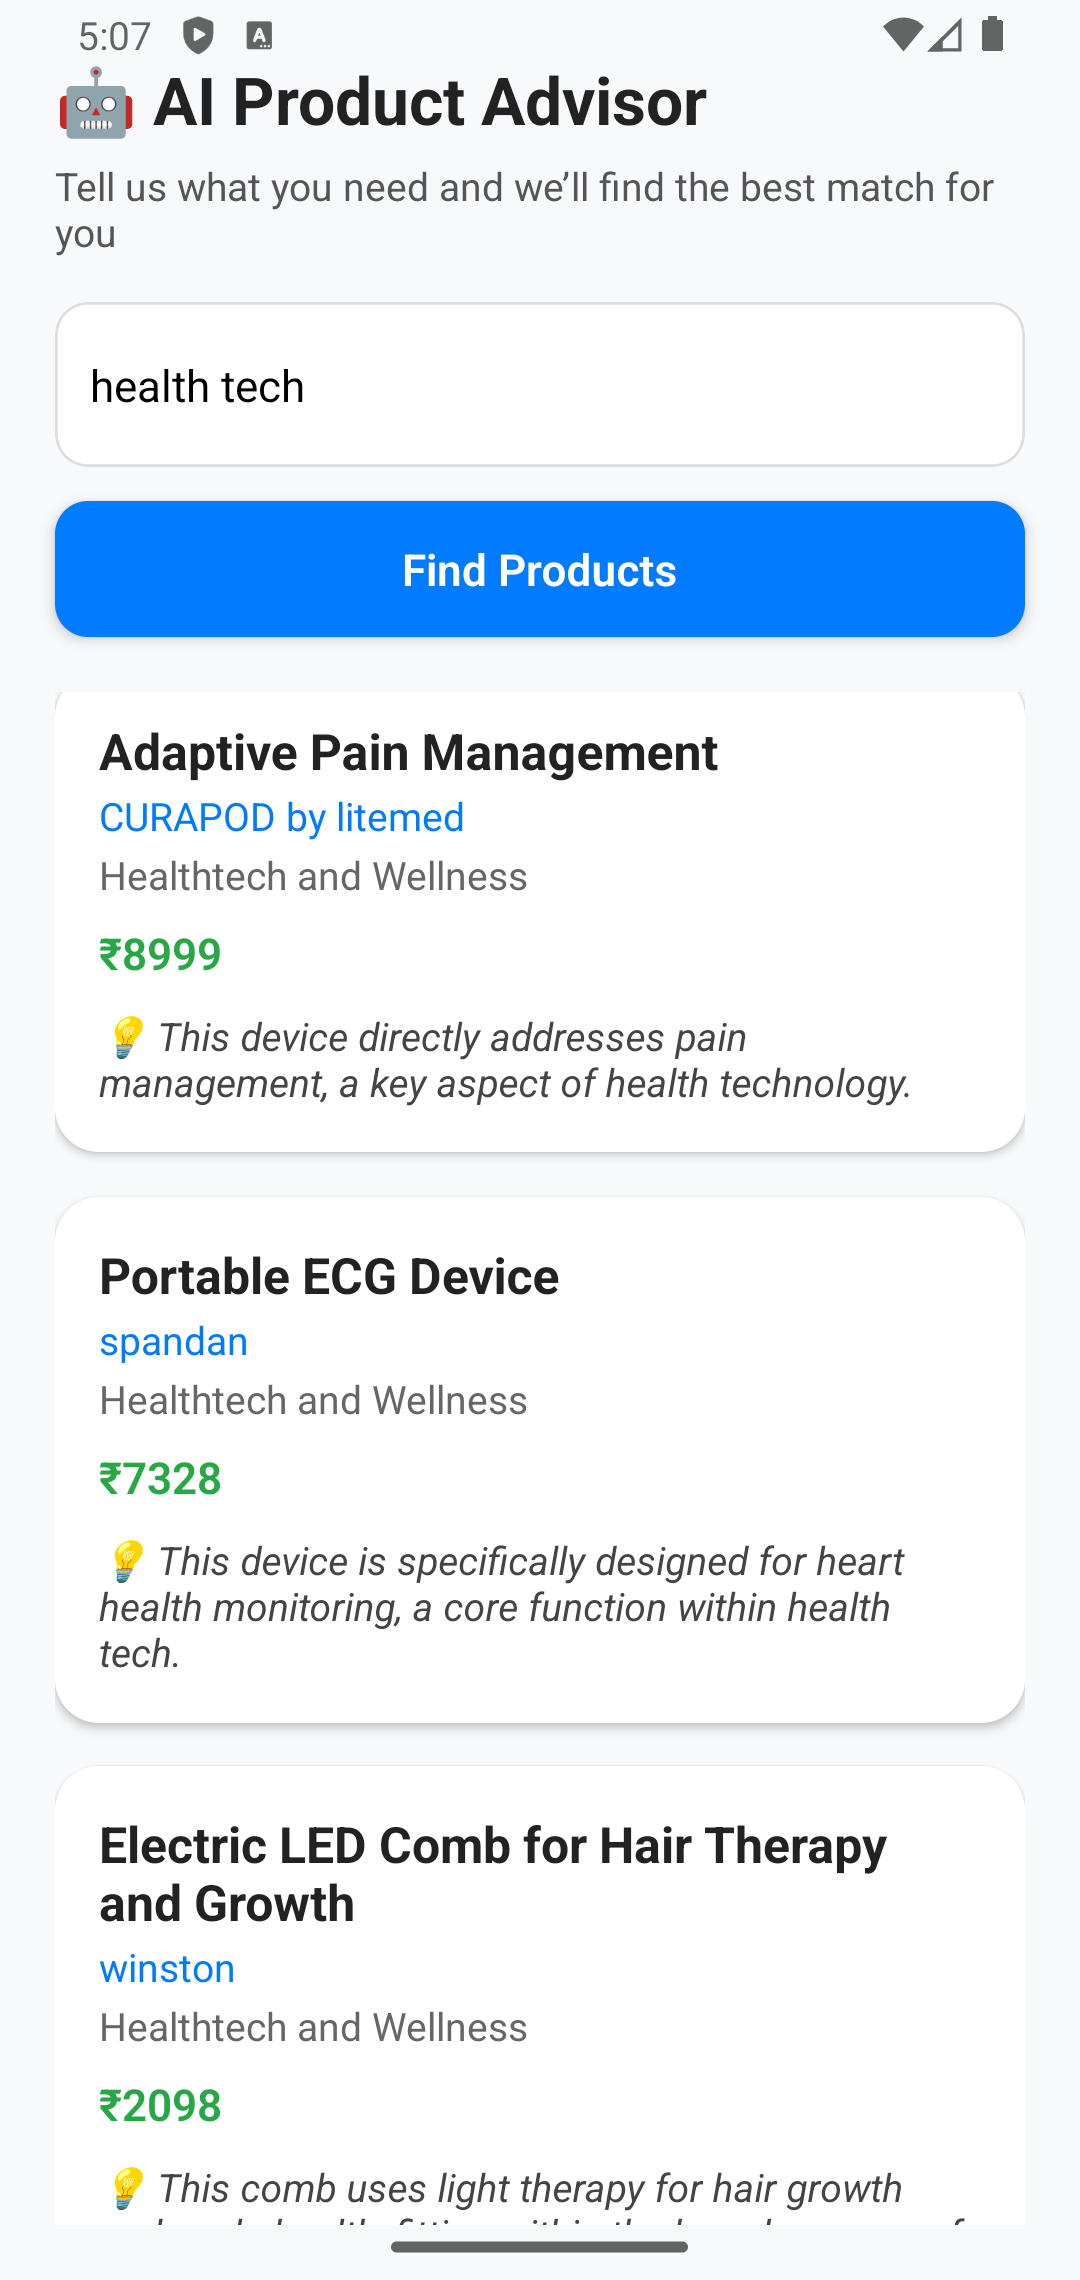 5:07
AI Product Advisor
Tell us what you need and we’ll find the best match for
you
health tech
Find Products
Adaptive Pain Management
CURAPOD by litemed
Healthtech and Wellness
₹8999
This device directly addresses pain
management, a key aspect of health technology.
Portable ECG Device
spandan
Healthtech and Wellness
₹7328
This device is specifically designed for heart
health monitoring, a core function within health
tech.
Electric LED Comb for Hair Therapy
and Growth
winston
Healthtech and Wellness
₹2098
This comb uses light therapy for hair growth